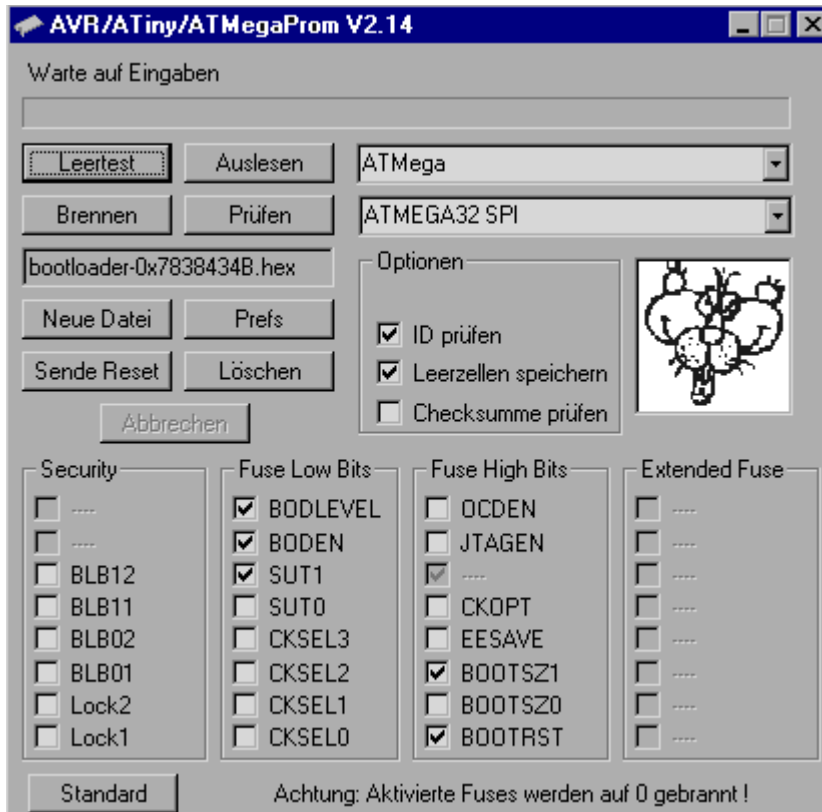 AVR/ATiny/ATMegaProm V2.14
Warte auf Eingaben
Leertest Auslesen ATMega
Brennen Prüfen ATMEGA32 SPI
bootloader-0x7838434B.hex
Neue Datei Prefs
Sende Reset Löschen
Abbrechen
Optionen
ID prüfen
Leerzellen speichern
Checksumme prüfen
Security
----
----
BLB12
BLB11
BLB02
BLB01
Lock2
Lock1
Fuse Low Bits
BODLEVEL
BODEN
SUT1
SUT0
CKSEL3
CKSEL2
CKSEL1
CKSEL0
Fuse High Bits
OCDEN
JTAGEN
----
CKOPT
EESAVE
BOOTSZ1
BOOTSZ0
BOOTRST
Extended Fuse
----
----
----
----
----
----
----
----
Standard Achtung: Aktivierte Fuses werden auf 0 gebrannt !